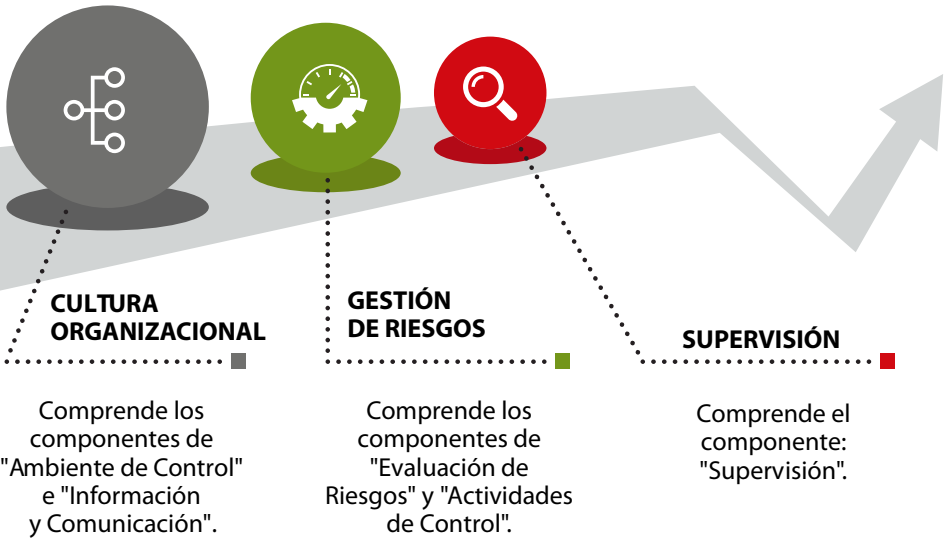 CULTURA
ORGANIZACIONAL
Comprende los
componentes de
"Ambiente de Control"
e "Información
y Comunicación".
GESTIÓN
DE RIESGOS
Comprende los
componentes de
"Evaluación de
Riesgos" y "Actividades
de Control".
SUPERVISIÓN
Comprende el
componente:
"Supervisión".